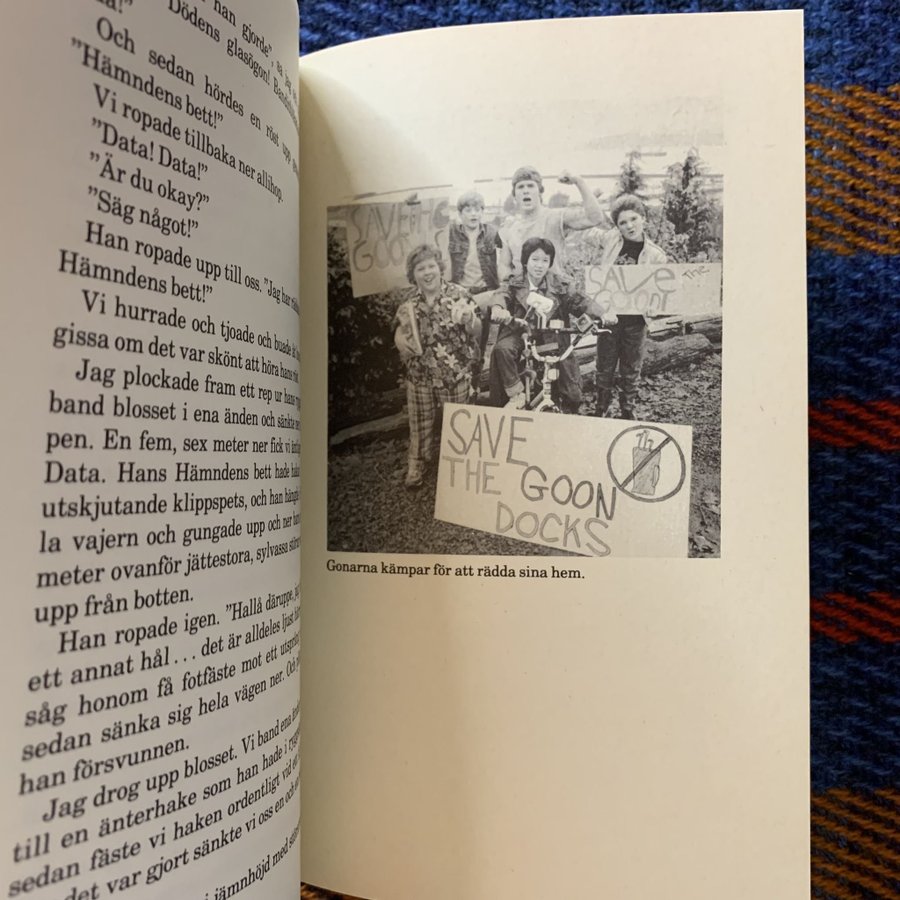 han gjorde", sa jag
Dödens glasögon!
Och sedan hördes en röst upp
Hämndens bett!"
Vi ropade tillbaka ner allihop.
"Data! Data!"
"Är du okay?"
"Säg något!"
Han ropade upp till oss. "Jag har
Hämndens bett!"
Vi hurrade och tjoade och buade
gissa om det var skönt att höra hans
Jag plockade fram ett rep ur hans
band blosset i ena änden och sänkte
pen. En fem, sex meter ner fick vi
Data. Hans Hämndens bett hade
utskjutande klippspets, och han
la vajern och gungade upp och ner
meter ovanför jättestora, sylvassa
upp från botten.
Han ropade igen. "Hallå däruppe,
ett annat hål... det är alldeles ljust
såg honom få fotfäste mot ett
sedan sänka sig hela vägen ner. Och
han försvunnen.
Jag drog upp blosset. Vi band ena
till en änterhake som han hade i
sedan fäste vi haken ordentligt vid
det var gjort sänkte vi oss en och
i jämnhöjd med
SAVE THE
GOON
SAVE THE
GOON
SAVE
THE GOON
DOCKS
Gonarna kämpar för att rädda sina hem.